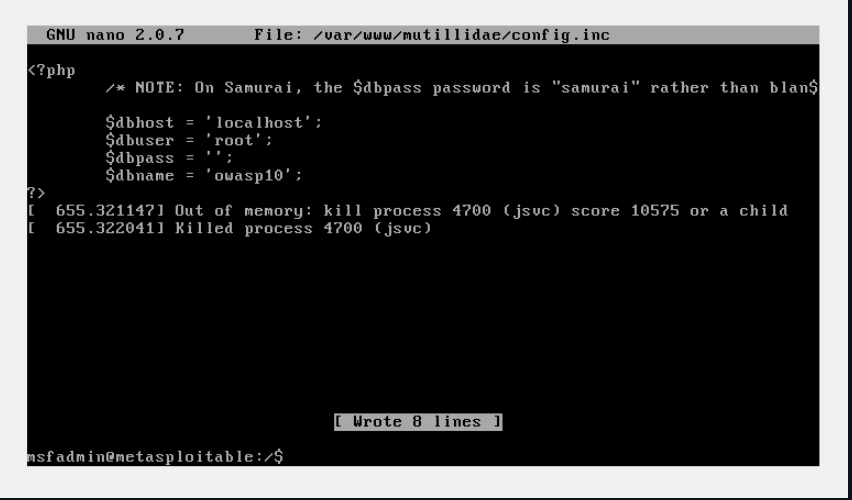 GNU nano 2.0.7 File: /var/www/mutillidae/config.inc
<?php
/* NOTE: On Samurai, the $dbpass password is "samurai" rather than blan$
$dbhost = 'localhost';
$dbuser = 'root';
$dbpass = '';
$dbname = 'owasp10';
?>
[ 655.321147] Out of memory: kill process 4700 (jsvc) score 10575 or a child
[ 655.322041] Killed process 4700 (jsvc)
[ Wrote 8 lines ]
msfadmin@metasploitable:/$